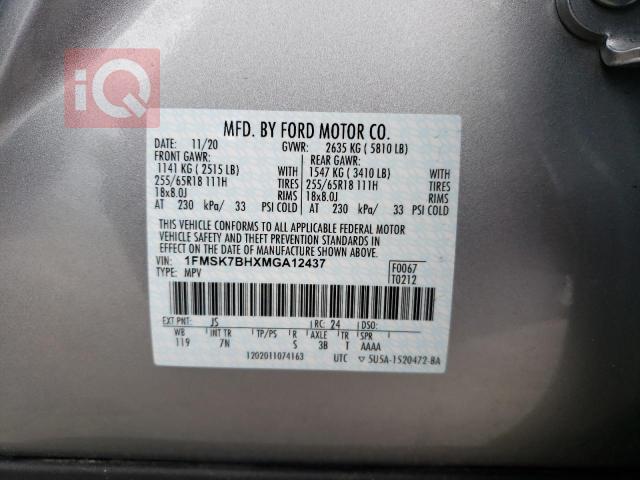 iQ
MFD. BY FORD MOTOR CO.
DATE: 11/20 GVWR: 2635 KG ( 5810 LB)
FRONT GAWR: REAR GAWR:
1141 KG ( 2515 LB) WITH 1547 KG ( 3410 LB) WITH
255/65R18 111H TIRES 255/65R18 111H TIRES
18x8.0J RIMS 18x8.0J RIMS
AT 230 kPa/ 33 PSI COLD AT 230 kPa/ 33 PSI COLD
THIS VEHICLE CONFORMS TO ALL APPLICABLE FEDERAL MOTOR
VEHICLE SAFETY AND THEFT PREVENTION STANDARDS IN
EFFECT ON THE DATE OF MANUFACTURE SHOWN ABOVE.
VIN: 1FMSK7BHXMGA12437 F0067
TYPE: MPV T0212
EXT PNT: JS RC: 24 DSO:
WB INT TR TP/PS R AXLE TR SPR
119 7N S 3B T AAAA
1202011074163 UTC 5U5A-1520472-BA